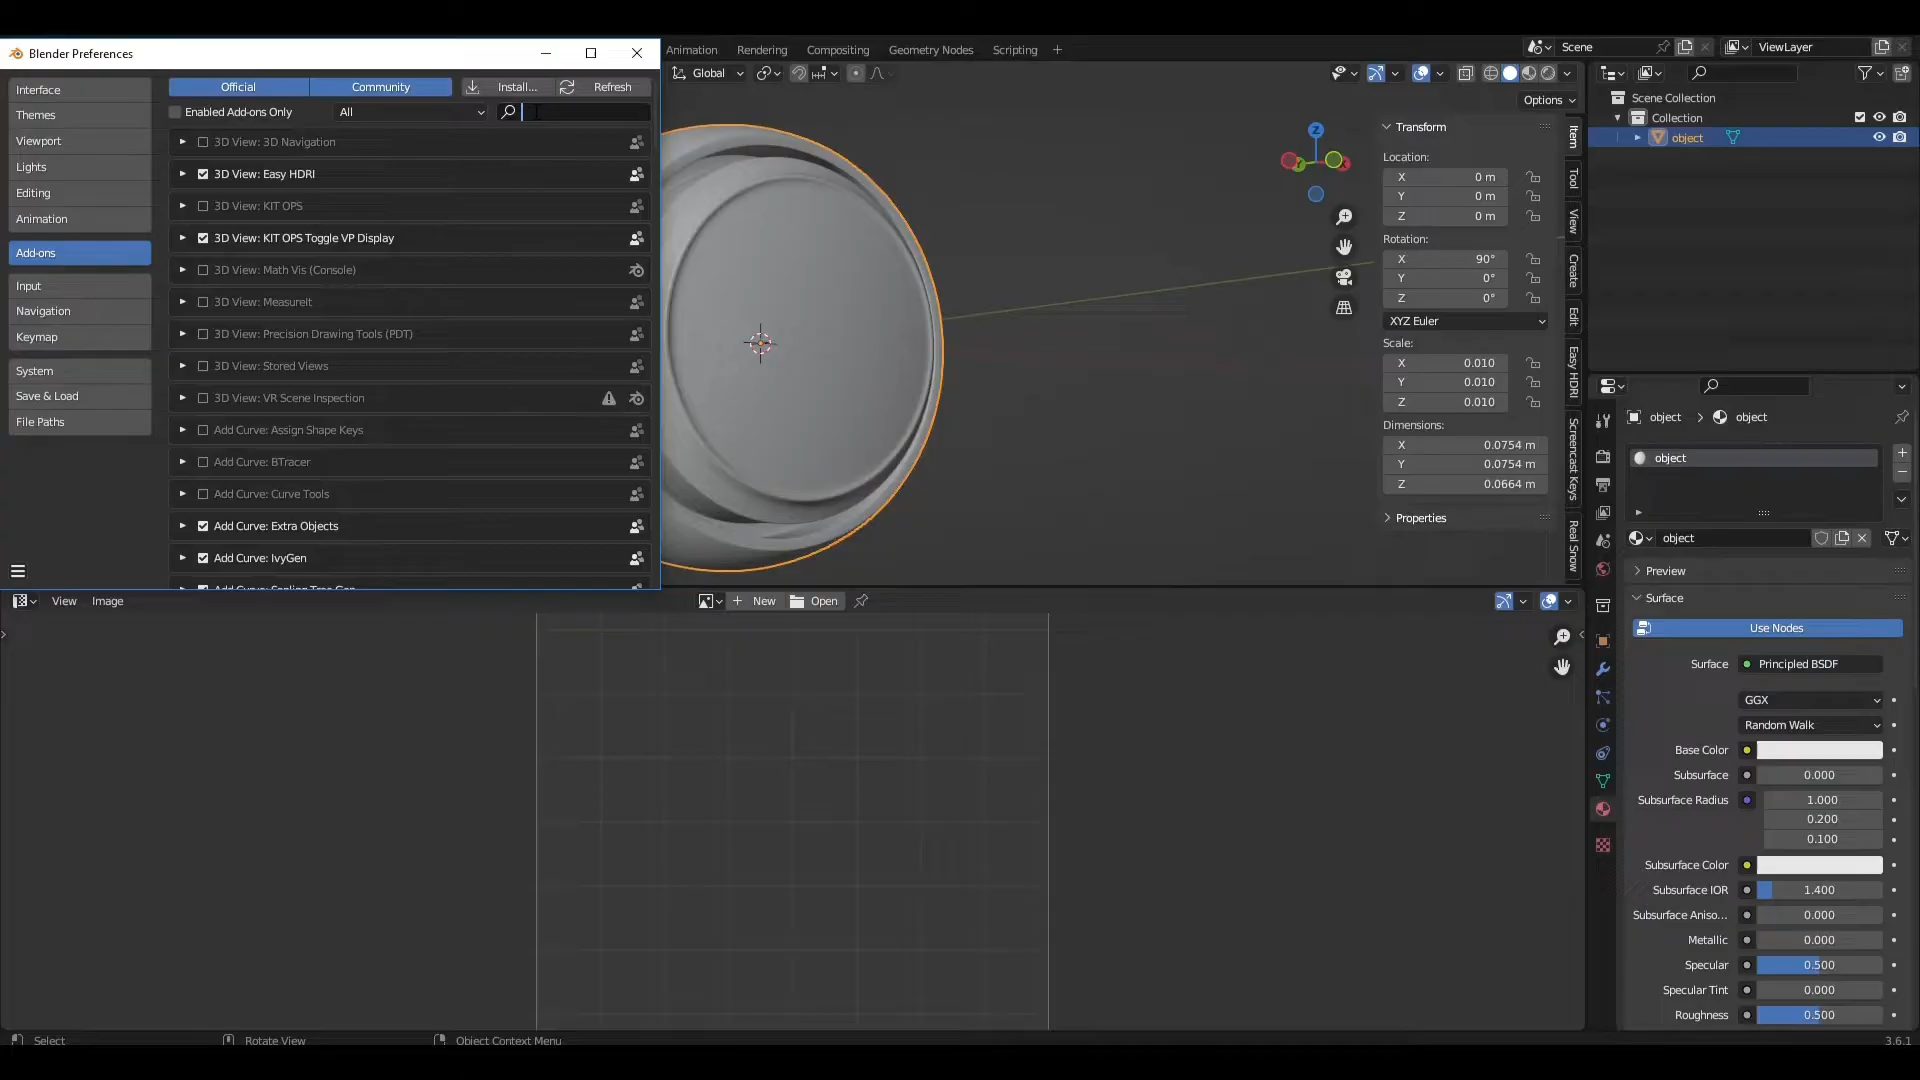 Blender Preferences
Interface
Themes
Viewport
Lights
Editing
Animation
Add-ons
Input
Navigation
Keymap
System
Save & Load
File Paths
Official
Community
Install...
Refresh
Enabled Add-ons Only
All
3D View: 3D Navigation
3D View: Easy HDRI
3D View: KIT OPS
3D View: KIT OPS Toggle VP Display
3D View: Math Vis (Console)
3D View: MeasureIt
3D View: Precision Drawing Tools (PDT)
3D View: Stored Views
3D View: VR Scene Inspection
Add Curve: Assign Shape Keys
Add Curve: BTracer
Add Curve: Curve Tools
Add Curve: Extra Objects
Add Curve: IvyGen
Animation
Rendering
Compositing
Geometry Nodes
Scripting
Scene
ViewLayer
Global
Options
Z
Transform
Location:
X 0 m
Y 0 m
Z 0 m
Rotation:
X 90°
Y 0°
Z 0°
XYZ Euler
Scale:
X 0.010
Y 0.010
Z 0.010
Dimensions:
X 0.0754 m
Y 0.0754 m
Z 0.0664 m
Properties
Item
Tool
View
Create
Edit
Easy HDRI
Screencast Keys
Real Snow
Scene Collection
Collection
object
object
object
object
object
Preview
Surface
Use Nodes
Surface Principled BSDF
GGX
Random Walk
Base Color
Subsurface 0.000
Subsurface Radius 1.000
0.200
0.100
Subsurface Color
Subsurface IOR 1.400
Subsurface Aniso... 0.000
Metallic 0.000
Specular 0.500
Specular Tint 0.000
Roughness 0.500
View
Image
New
Open
Select
Rotate View
Object Context Menu
3.6.1